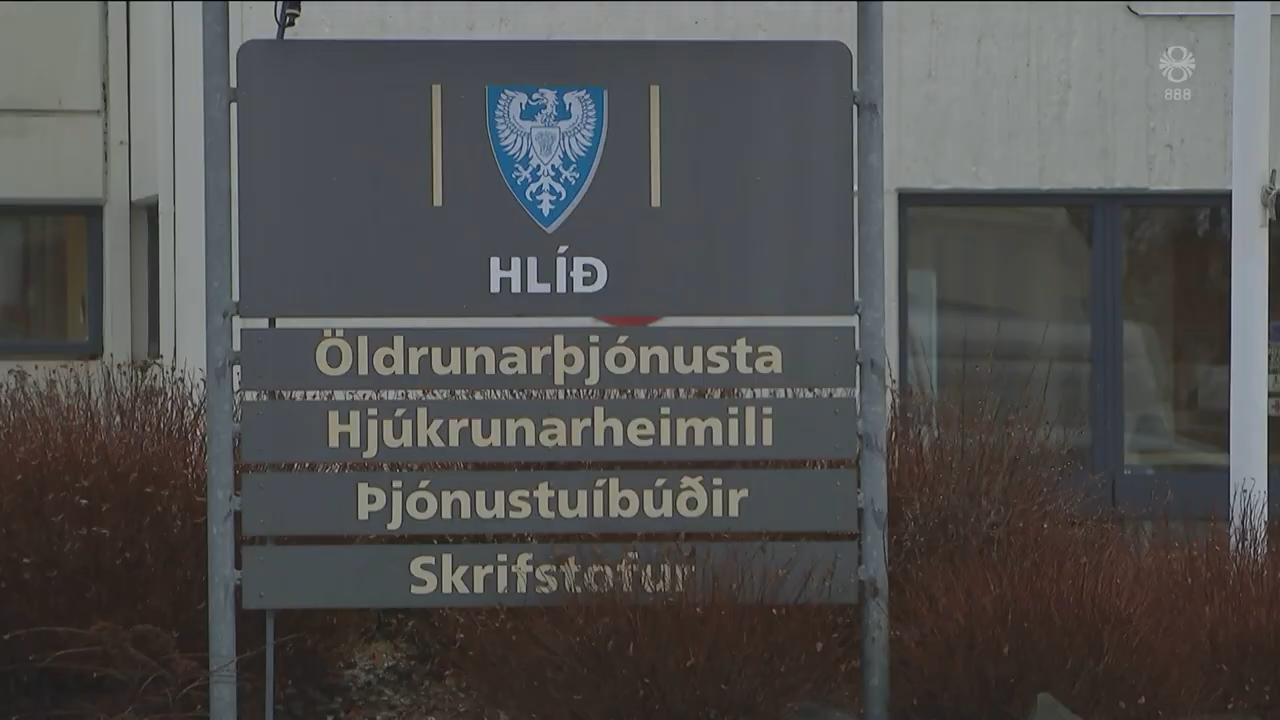 888
HLÍÐ
Öldrunarþjónusta
Hjúkrunarheimili
Þjónustuíbúðir
Skrifstofur